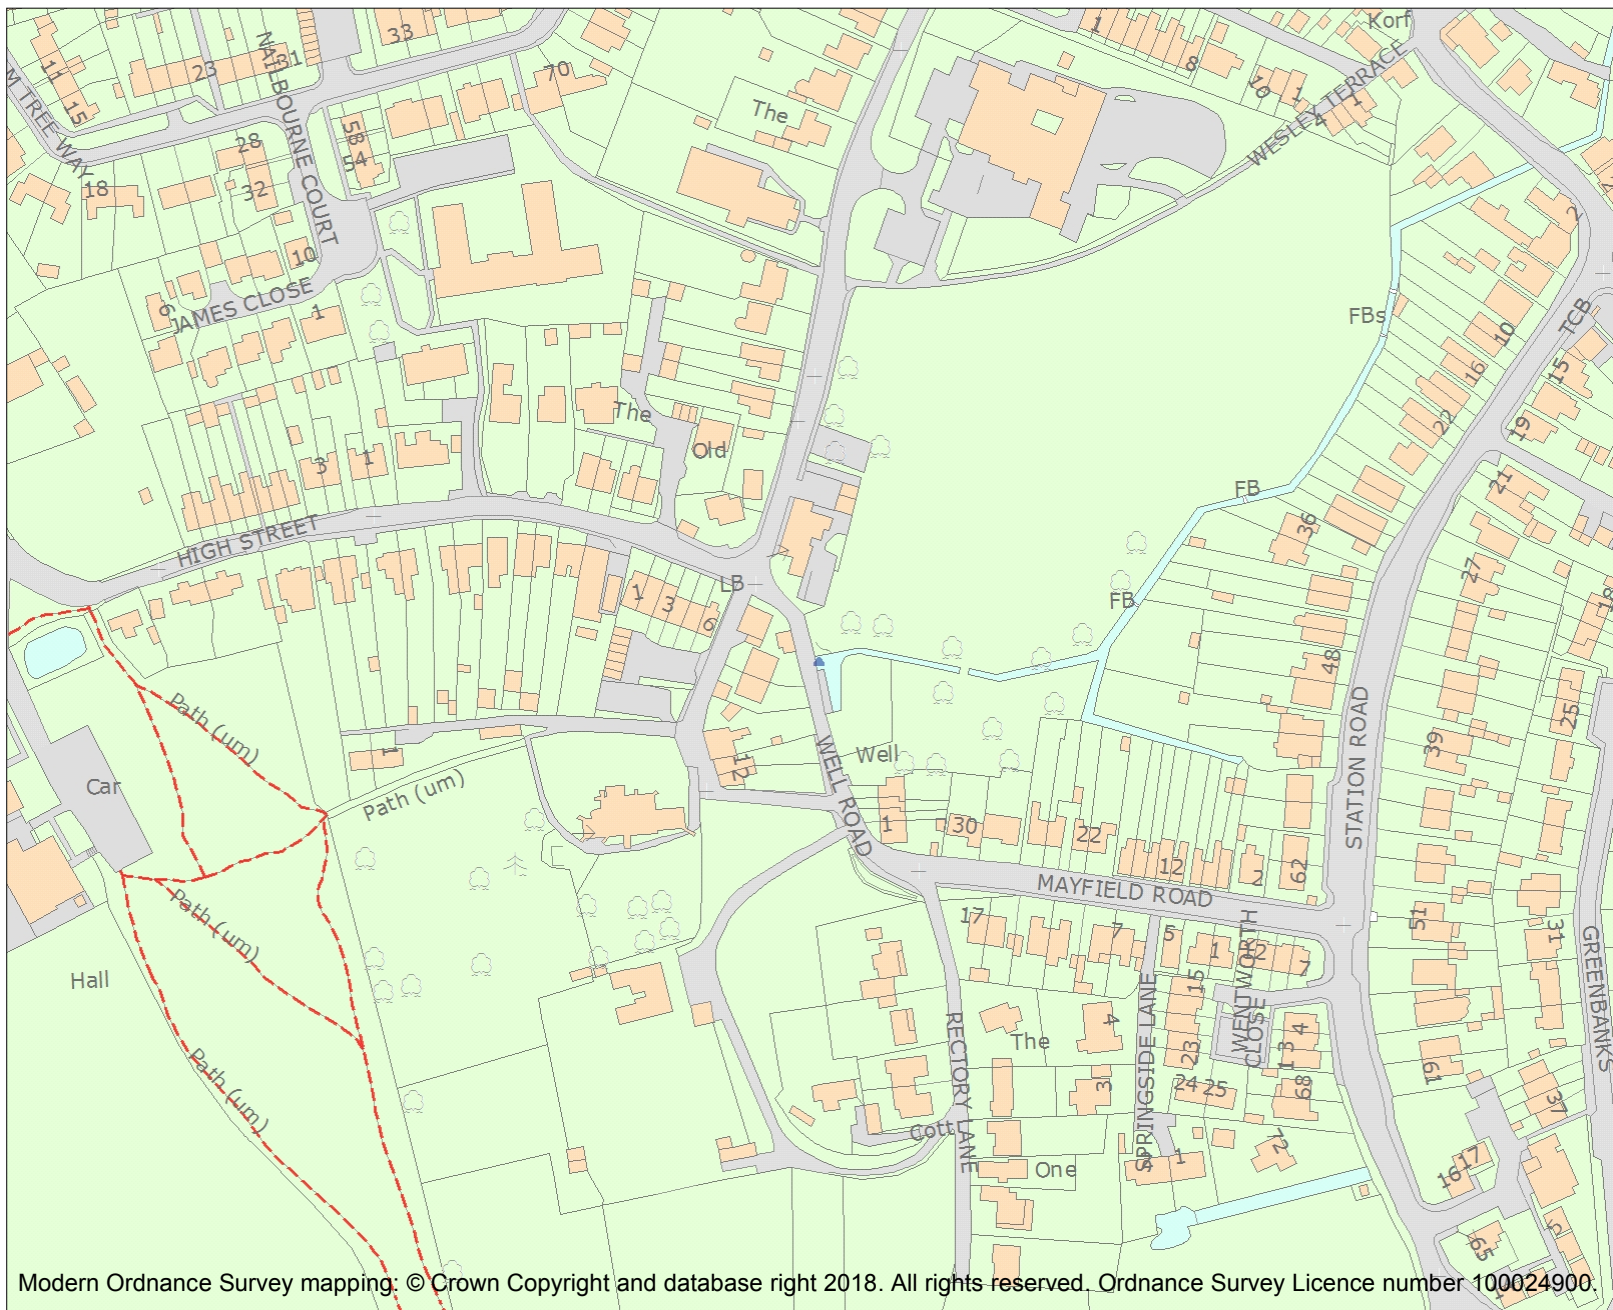 33
Korf
1
NAILBOURNE COURT
31
23
11
70
8
M TREE WAY
15
The
10
1
1
4
WESLEY TERRACE
28
53
54
32
18
2
10
JAMES CLOSE
6
1
FBs
TCB
10
15
16
The
Old
22
19
3
1
FB
21
HIGH STREET
36
LB
27
1
3
6
FB
18
48
Path (um)
STATION ROAD
25
39
1
12
WELL ROAD
Well
Car
Path (um)
1
30
22
12
2
62
MAYFIELD ROAD
Path (um)
17
7
5
1
12
7
51
31
Hall
15
WENTWORTH
CLOSE
GREENBANKS
RECTORY LANE
The
4
SPRINGSIDE LANE
23
4
13
Path (um)
3
24
25
68
61
37
Cott
72
One
4
1
16
17
65
5
Modern Ordnance Survey mapping: © Crown Copyright and database right 2018. All rights reserved. Ordnance Survey Licence number 100024900.